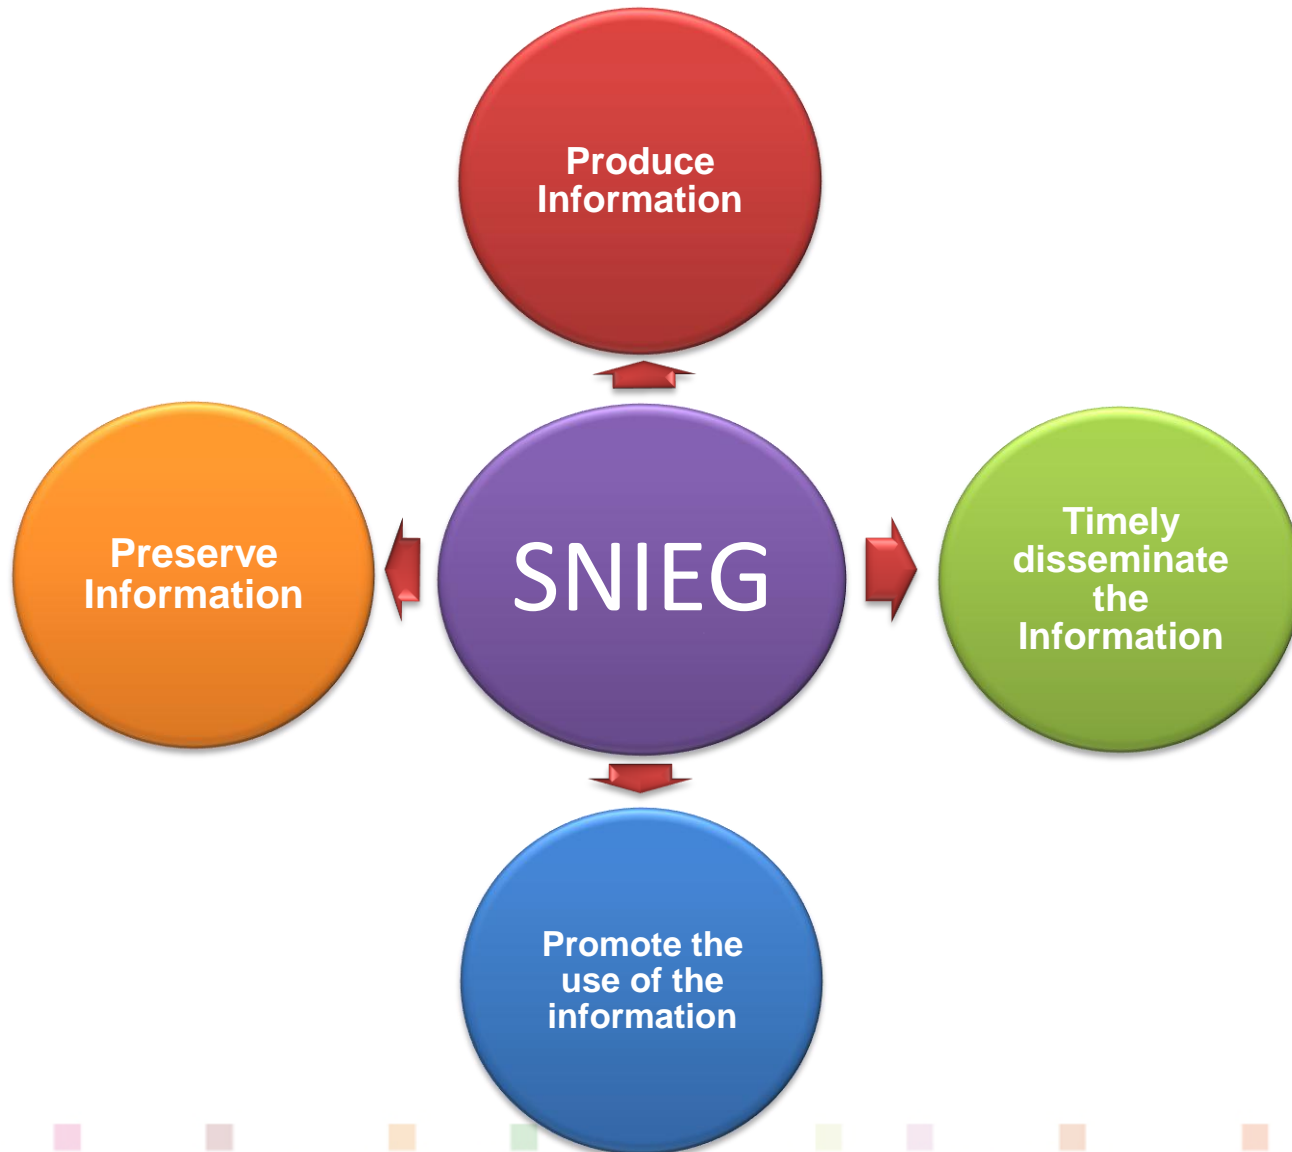 Produce
Information
Preserve
Information
SNIEG
Timely
disseminate
the
Information
Promote the
use of the
information